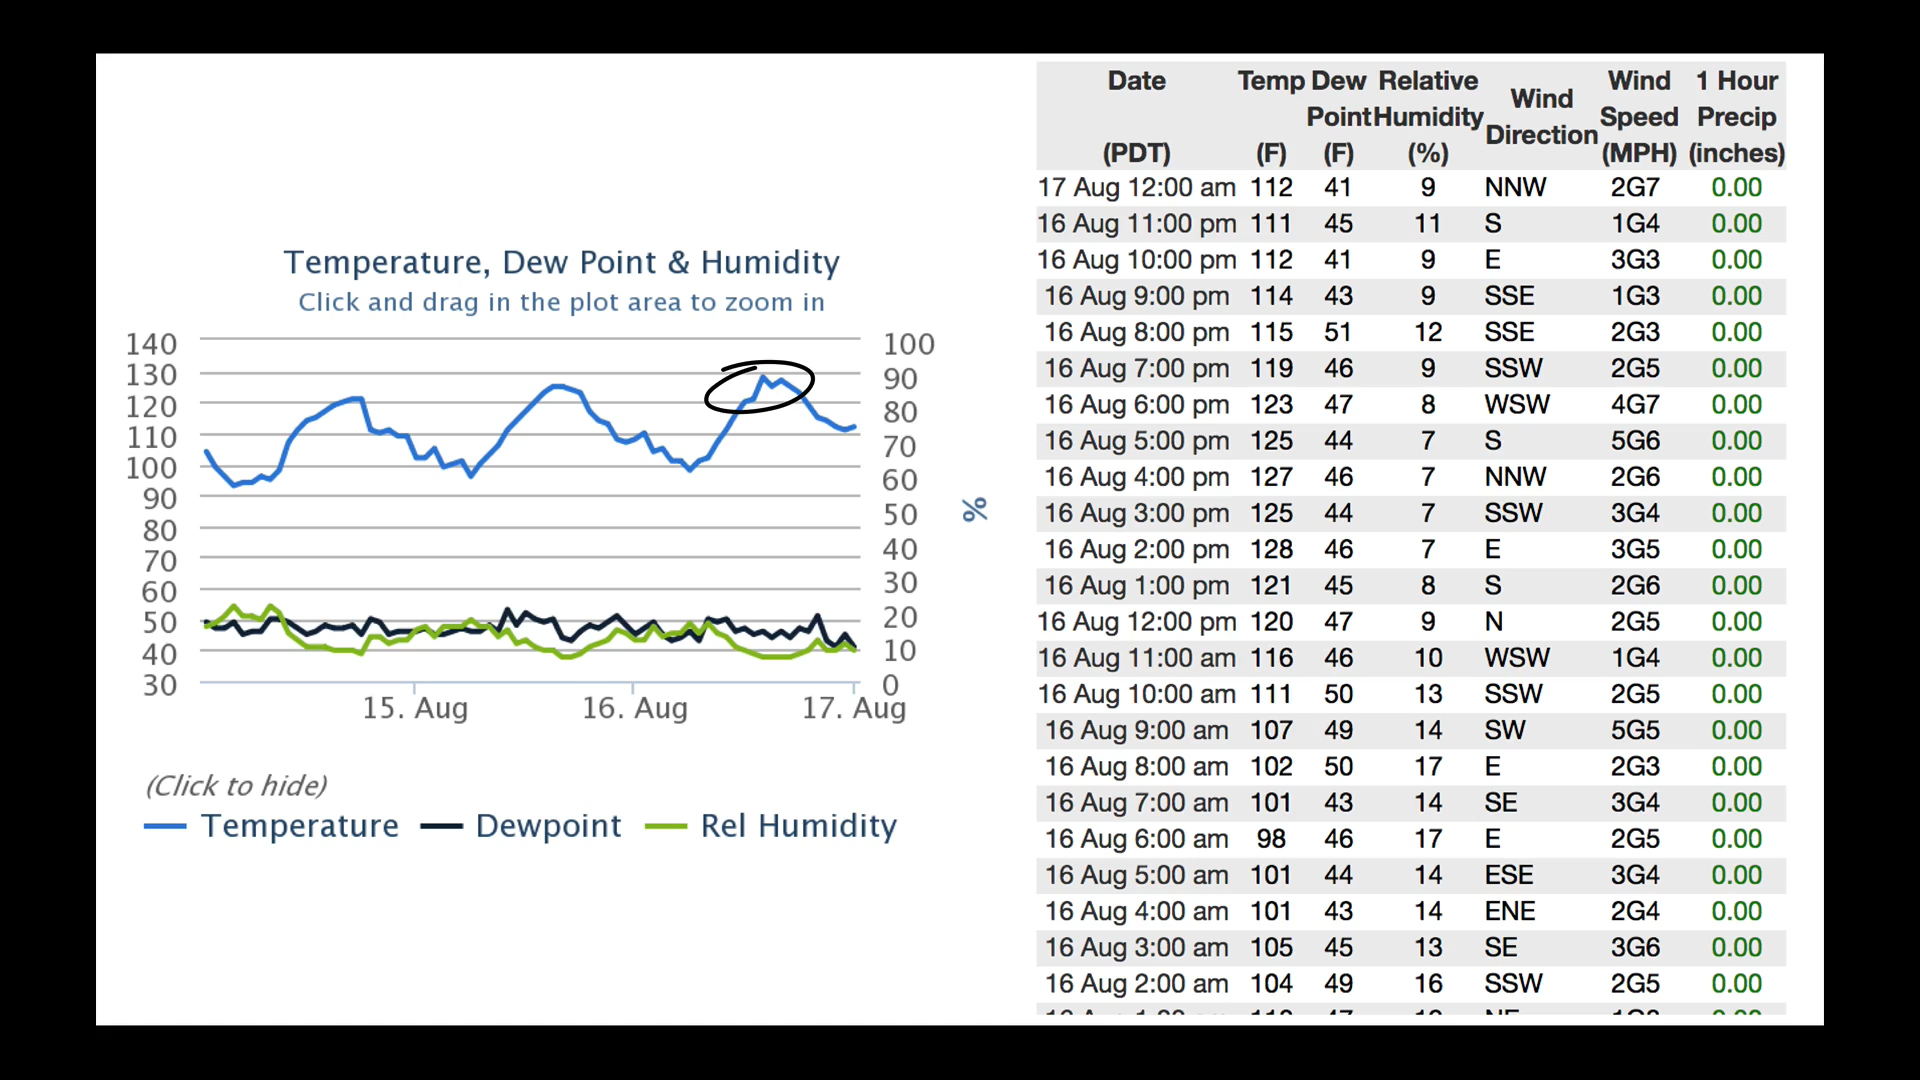 Temperature, Dew Point & Humidity
Click and drag in the plot area to zoom in
140
130
120
110
100
90
80
70
60
50
40
30
100
90
80
70
60
50
40
30
20
10
0
%
15. Aug
16. Aug
17. Aug
(Click to hide)
Temperature Dewpoint Rel Humidity
Date Temp Dew Relative Wind Wind 1 Hour
Point Humidity Direction Speed Precip
(PDT) (F) (F) (%) (MPH) (inches)
17 Aug 12:00 am 112 41 9 NNW 2G7 0.00
16 Aug 11:00 pm 111 45 11 S 1G4 0.00
16 Aug 10:00 pm 112 41 9 E 3G3 0.00
16 Aug 9:00 pm 114 43 9 SSE 1G3 0.00
16 Aug 8:00 pm 115 51 12 SSE 2G3 0.00
16 Aug 7:00 pm 119 46 9 SSW 2G5 0.00
16 Aug 6:00 pm 123 47 8 WSW 4G7 0.00
16 Aug 5:00 pm 125 44 7 S 5G6 0.00
16 Aug 4:00 pm 127 46 7 NNW 2G6 0.00
16 Aug 3:00 pm 125 44 7 SSW 3G4 0.00
16 Aug 2:00 pm 128 46 7 E 3G5 0.00
16 Aug 1:00 pm 121 45 8 S 2G6 0.00
16 Aug 12:00 pm 120 47 9 N 2G5 0.00
16 Aug 11:00 am 116 46 10 WSW 1G4 0.00
16 Aug 10:00 am 111 50 13 SSW 2G5 0.00
16 Aug 9:00 am 107 49 14 SW 5G5 0.00
16 Aug 8:00 am 102 50 17 E 2G3 0.00
16 Aug 7:00 am 101 43 14 SE 3G4 0.00
16 Aug 6:00 am 98 46 17 E 2G5 0.00
16 Aug 5:00 am 101 44 14 ESE 3G4 0.00
16 Aug 4:00 am 101 43 14 ENE 2G4 0.00
16 Aug 3:00 am 105 45 13 SE 3G6 0.00
16 Aug 2:00 am 104 49 16 SSW 2G5 0.00